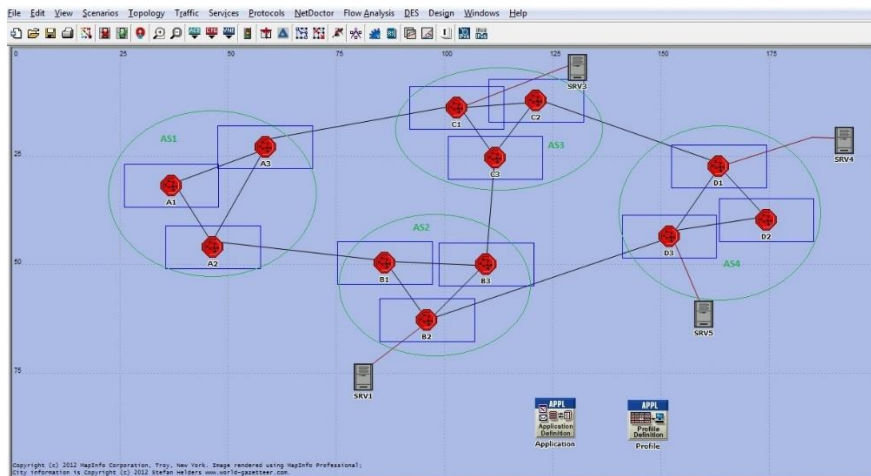 File Edit View Scenarios Topology Traffic Services Protocols NetDoctor Flow Analysis DES Design Windows Help
0 25 50 75 100 125 150 175
SRV3
C1 C2
AS1 AS3
A3 SRV4
25
C3
D1
A1
AS2 D2
A2 D3
50
B1 B3 AS4
SRV5
B2
75
SRV1
APPL APPL
Application Definition Profile Definition
Application Profile
Copyright (c) 2012 MapInfo Corporation, Troy, New York. Image rendered using MapInfo Professional;
City information is Copyright (c) 2012 Stefan Helders www.world-gazetteer.com.